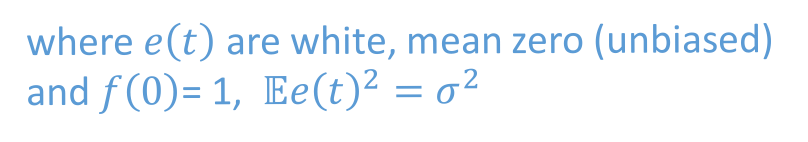 where e(t) are white, mean zero (unbiased)
and f(0)= 1, 𝔼e(t)² = σ²